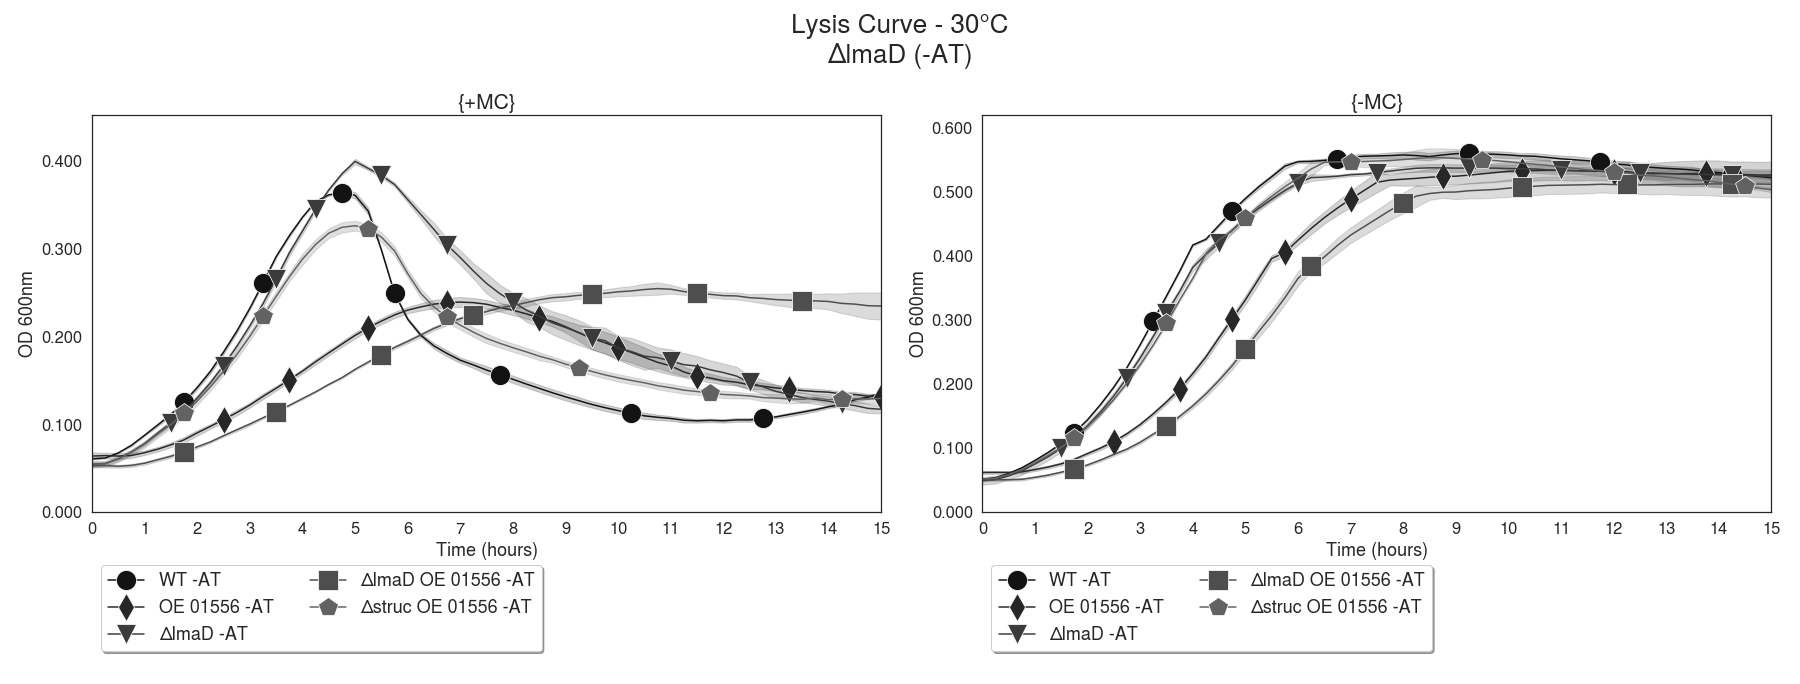 Lysis Curve - 30°C
ΔlmaD (-AT)
{+MC}
0.400
0.300
0.200
0.100
0.000
OD 600nm
0 1 2 3 4 5 6 7 8 9 10 11 12 13 14 15
Time (hours)
WT -AT
OE 01556 -AT
ΔlmaD -AT
ΔlmaD OE 01556 -AT
Δstruc OE 01556 -AT
{-MC}
0.600
0.500
0.400
0.300
0.200
0.100
0.000
OD 600nm
0 1 2 3 4 5 6 7 8 9 10 11 12 13 14 15
Time (hours)
WT -AT
OE 01556 -AT
ΔlmaD -AT
ΔlmaD OE 01556 -AT
Δstruc OE 01556 -AT